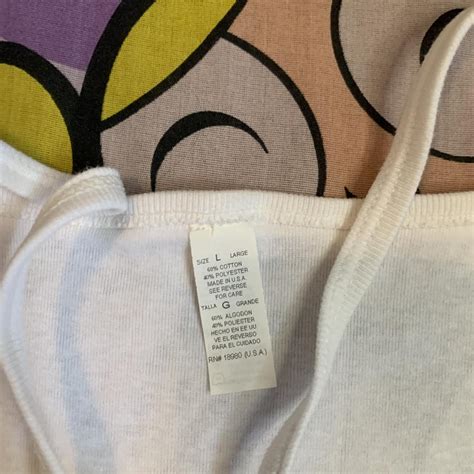 SIZE L LARGE
60% COTTON
40% POLYESTER
MADE IN U.S.A.
SEE REVERSE
FOR CARE
TALLA G GRANDE
60% ALGODON
40% POLIESTER
HECHO EN EE UU
VE EL REVERSO
PARA EL CUIDADO
RN# 18980 (U.S.A.)